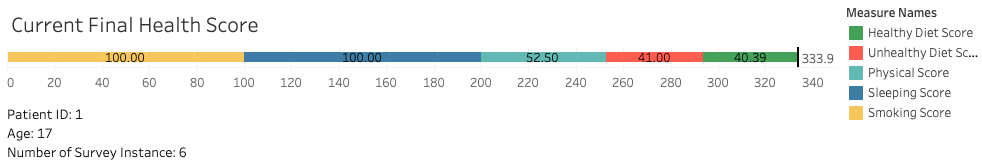 Current Final Health Score
100.00 100.00 52.50 41.00 40.39 333.9
0 20 40 60 80 100 120 140 160 180 200 220 240 260 280 300 320 340
Patient ID: 1
Age: 17
Number of Survey Instance: 6
Measure Names
Healthy Diet Score
Unhealthy Diet Sc...
Physical Score
Sleeping Score
Smoking Score